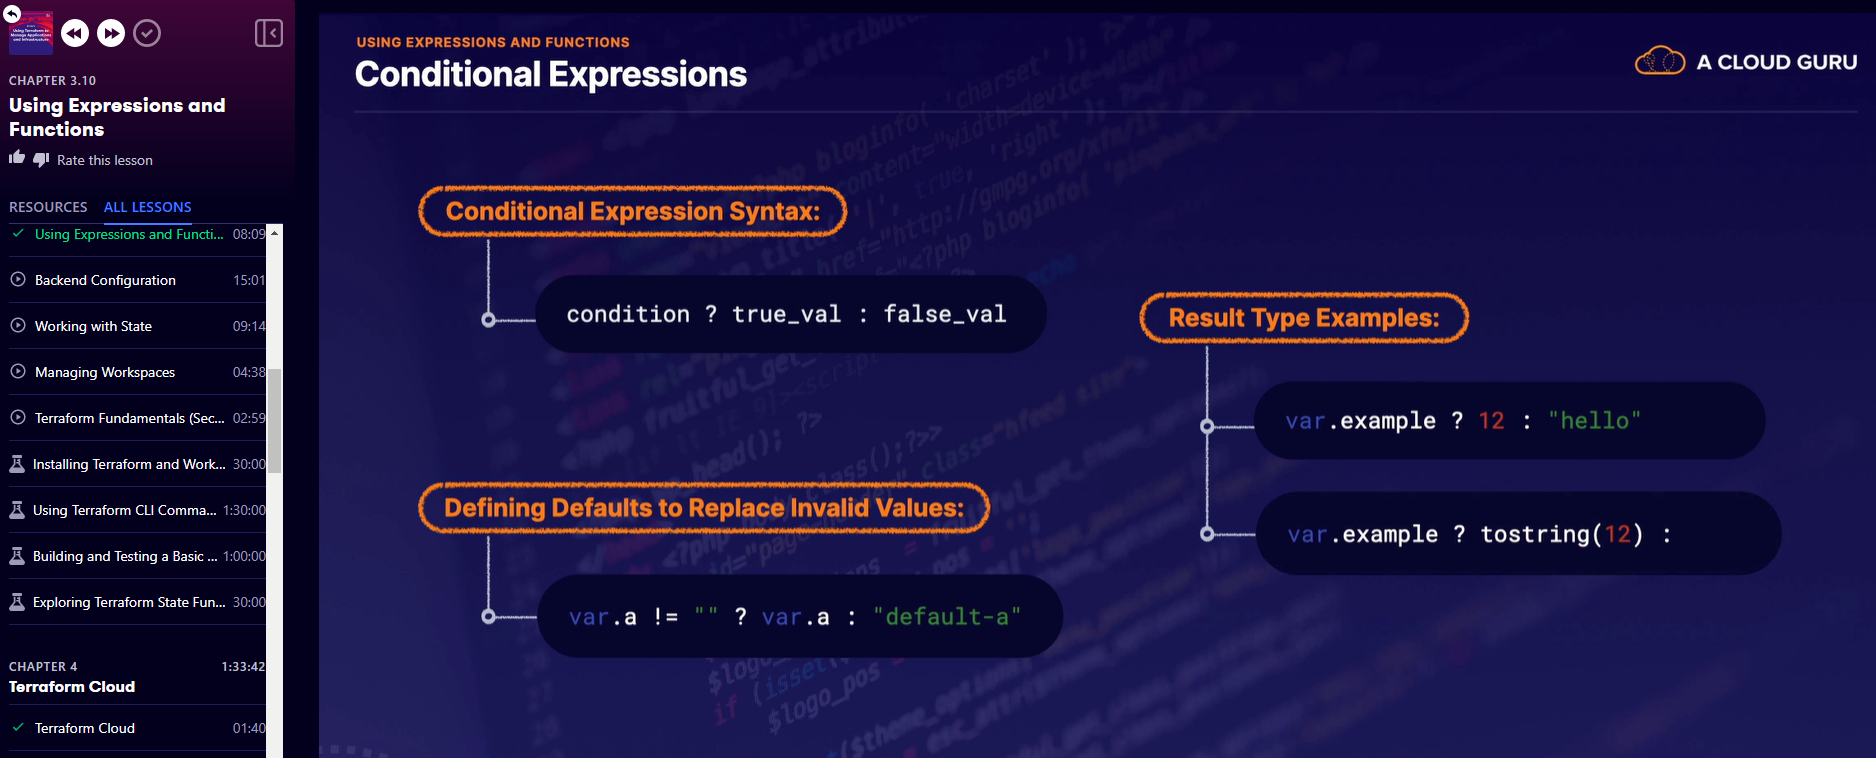 CHAPTER 3.10
Using Expressions and
Functions
Rate this lesson
RESOURCES ALL LESSONS
Using Expressions and Functi... 08:09
Backend Configuration 15:01
Working with State 09:14
Managing Workspaces 04:38
Terraform Fundamentals (Sec... 02:59
Installing Terraform and Work... 30:00
Using Terraform CLI Comma... 1:30:00
Building and Testing a Basic ... 1:00:00
Exploring Terraform State Fun... 30:00
CHAPTER 4 1:33:42
Terraform Cloud
Terraform Cloud 01:40
USING EXPRESSIONS AND FUNCTIONS
Conditional Expressions
A CLOUD GURU
Conditional Expression Syntax:
condition ? true_val : false_val
Defining Defaults to Replace Invalid Values:
var.a != "" ? var.a : "default-a"
Result Type Examples:
var.example ? 12 : "hello"
var.example ? tostring(12) :